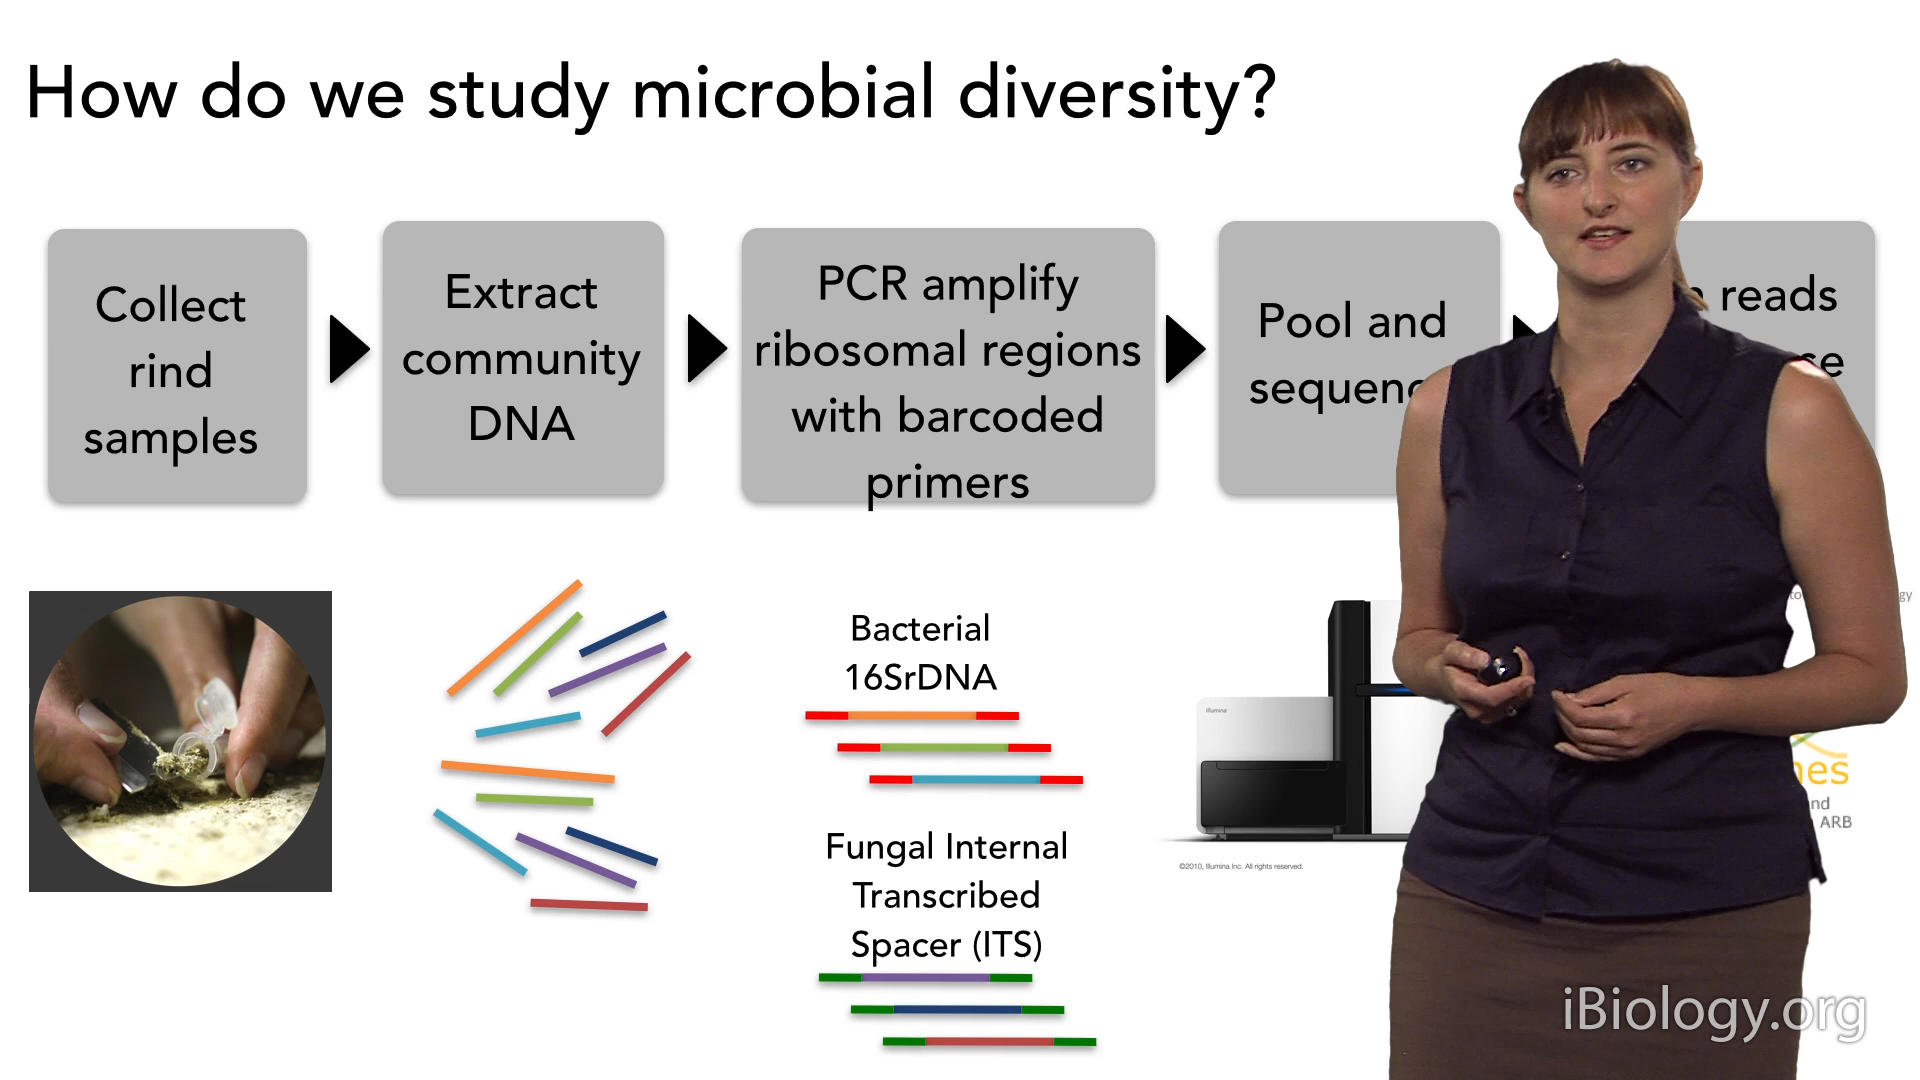 How do we study microbial diversity?
Collect
rind
samples
Extract
community
DNA
PCR amplify
ribosomal regions
with barcoded
primers
Pool and
reads
Bacterial
16SrDNA
Fungal Internal
Transcribed
Spacer (ITS)
illumina
©2010, Illumina Inc. All rights reserved.
ARB
iBiology.org